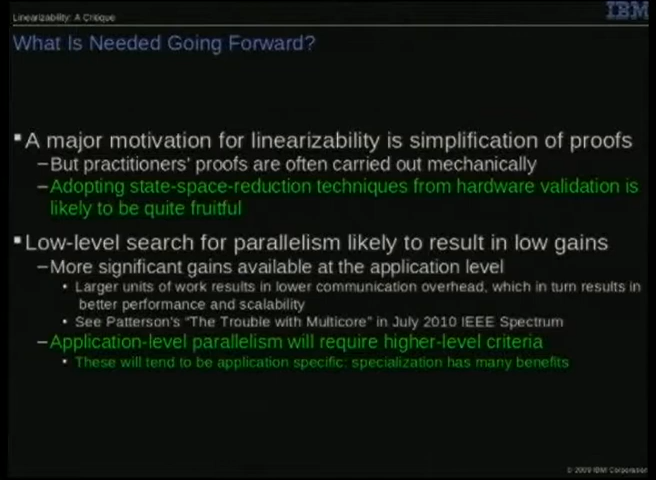 Linearizability: A Critique
IBM
What Is Needed Going Forward?
▪A major motivation for linearizability is simplification of proofs
–But practitioners' proofs are often carried out mechanically
–Adopting state-space-reduction techniques from hardware validation is
likely to be quite fruitful
▪Low-level search for parallelism likely to result in low gains
–More significant gains available at the application level
• Larger units of work results in lower communication overhead, which in turn results in
better performance and scalability
• See Patterson's "The Trouble with Multicore" in July 2010 IEEE Spectrum
–Application-level parallelism will require higher-level criteria
• These will tend to be application specific: specialization has many benefits
© 2009 IBM Corporation